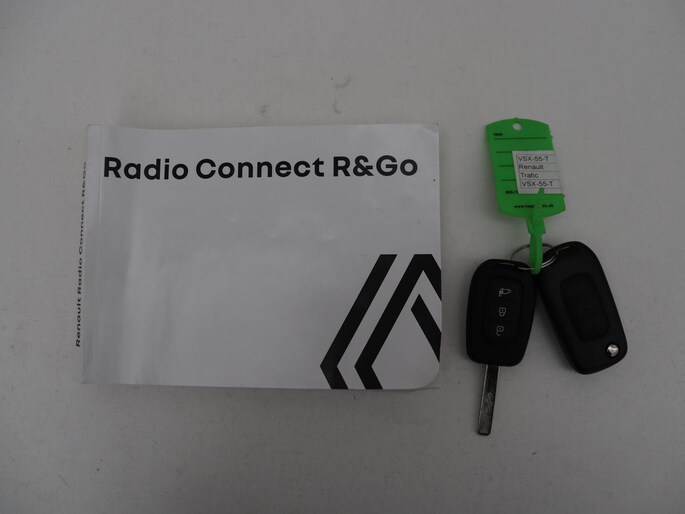 Radio Connect R&Go
Renault Radio Connect R&Go
VSX-55-T
Renault
Trafic
VSX-55-T